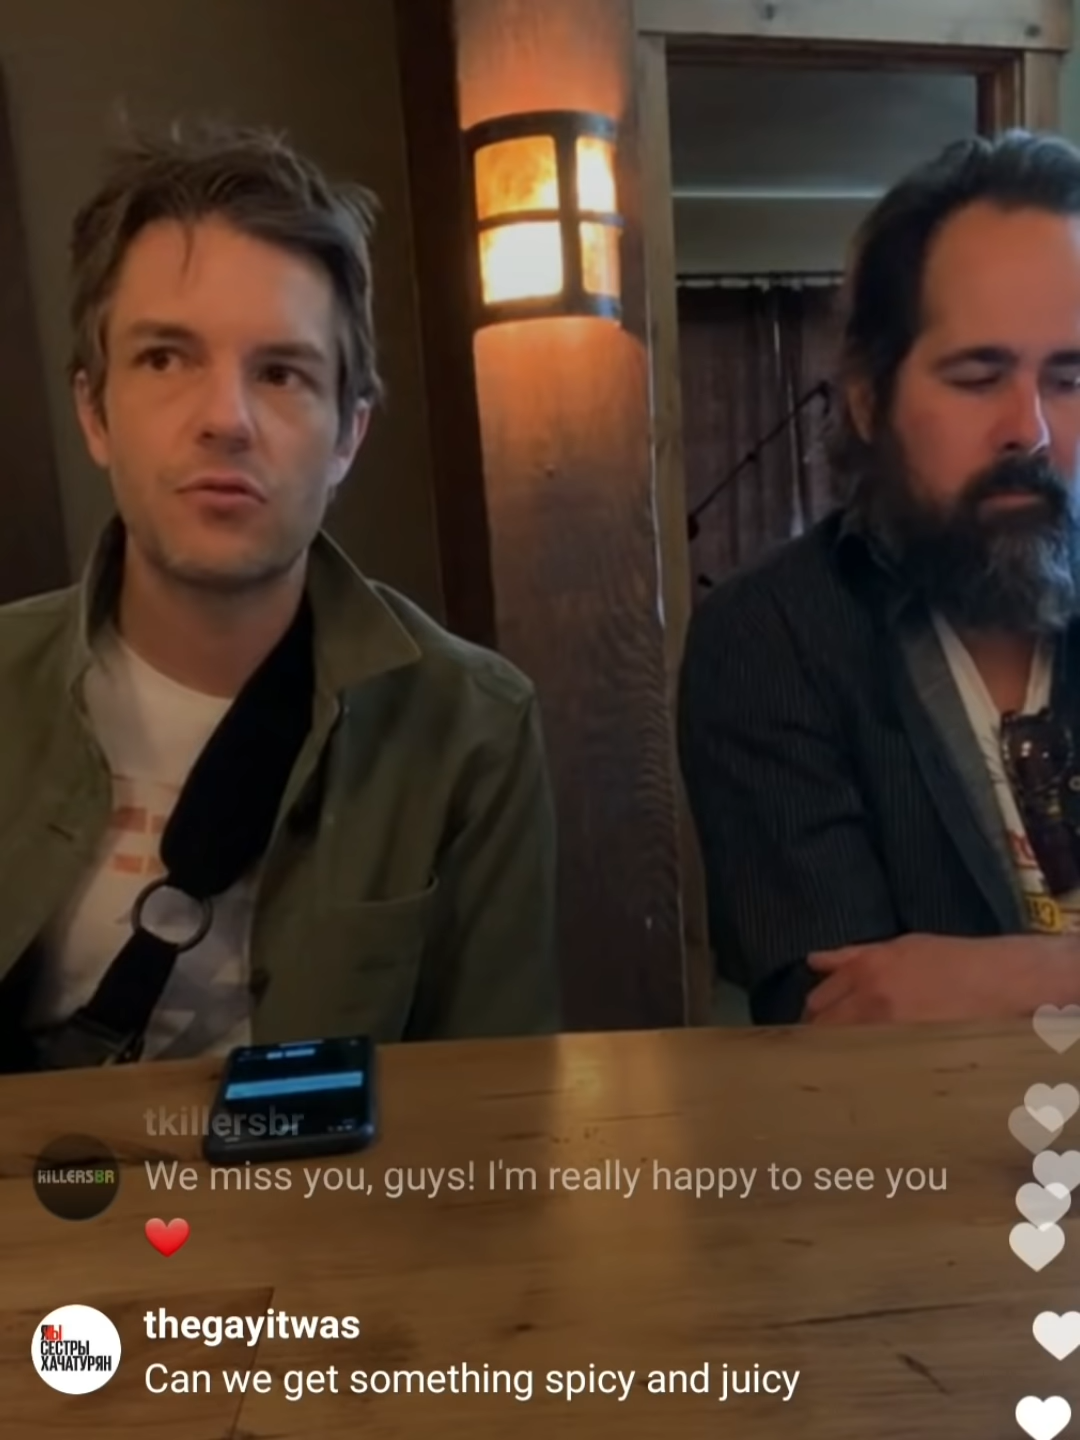 tkillersbr
KILLERSBR
We miss you, guys! I'm really happy to see you
❤️
thegayitwas
ЯМЫ
СЕСТРЫ
ХАЧАТУРЯН
Can we get something spicy and juicy